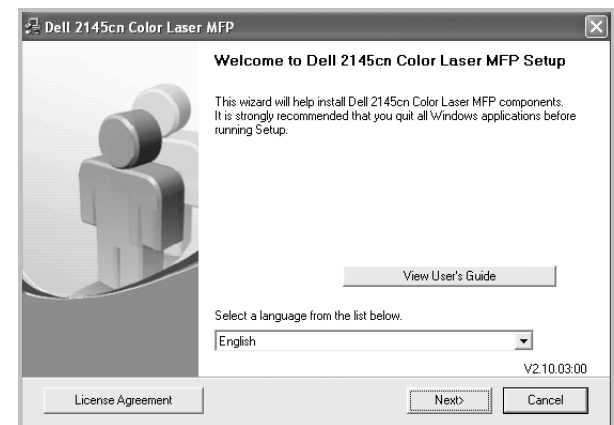 Dell 2145cn Color Laser MFP
Welcome to Dell 2145cn Color Laser MFP Setup
This wizard will help install Dell 2145cn Color Laser MFP components.
It is strongly recommended that you quit all Windows applications before
running Setup.
View User's Guide
Select a language from the list below.
English
V2.10.03:00
License Agreement
Next>
Cancel